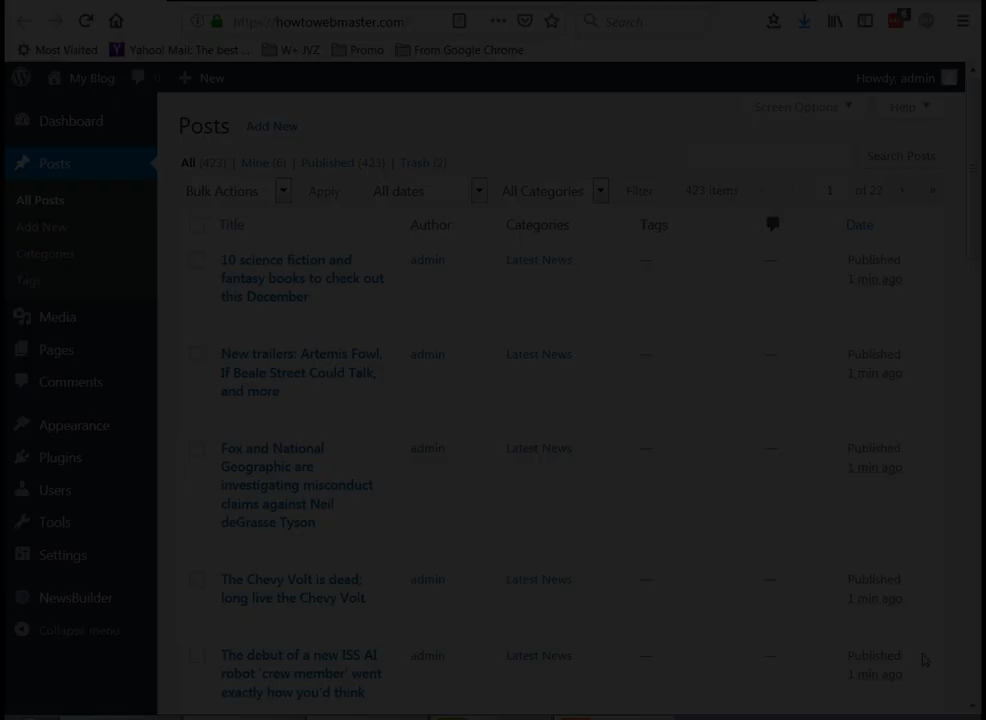 https://howtowebmaster.com
Search
Most Visited Yahoo! Mail: The best ... W+ JVZ Promo From Google Chrome
My Blog 0 New Howdy, admin
Screen Options Help
Dashboard
Posts
All Posts
Add New
Categories
Tags
Media
Pages
Comments
Appearance
Plugins
Users
Tools
Settings
NewsBuilder
Collapse menu
Posts Add New
All (423) | Mine (6) | Published (423) | Trash (2)
Search Posts
Bulk Actions Apply All dates All Categories Filter 423 items 1 of 22 › »
Title Author Categories Tags Date
10 science fiction and admin Latest News — — Published
fantasy books to check out 1 min ago
this December
New trailers: Artemis Fowl, admin Latest News — — Published
If Beale Street Could Talk, 1 min ago
and more
Fox and National admin Latest News — — Published
Geographic are 1 min ago
investigating misconduct
claims against Neil
deGrasse Tyson
The Chevy Volt is dead; admin Latest News — — Published
long live the Chevy Volt 1 min ago
The debut of a new ISS AI admin Latest News — — Published
robot 'crew member' went 1 min ago
exactly how you'd think